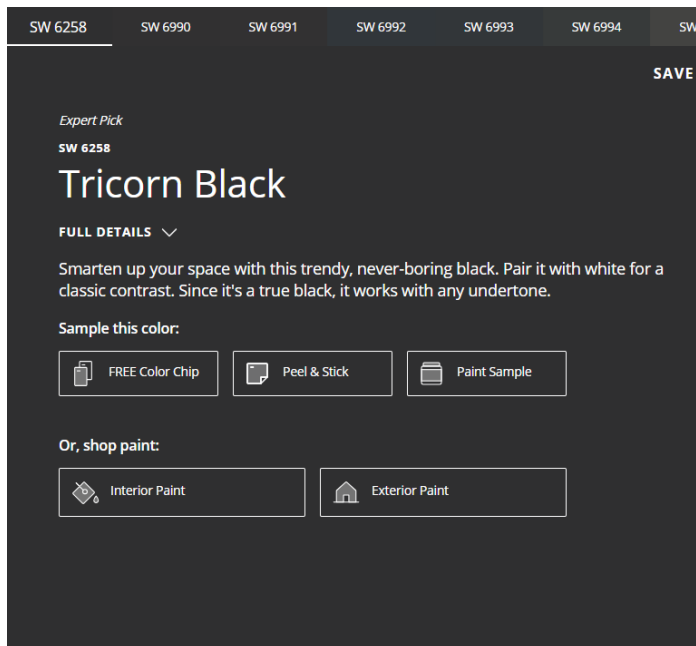 SW 6258 SW 6990 SW 6991 SW 6992 SW 6993 SW 6994 SW
SAVE
Expert Pick
SW 6258
Tricorn Black
FULL DETAILS
Smarten up your space with this trendy, never-boring black. Pair it with white for a
classic contrast. Since it's a true black, it works with any undertone.
Sample this color:
FREE Color Chip Peel & Stick Paint Sample
Or, shop paint:
Interior Paint Exterior Paint